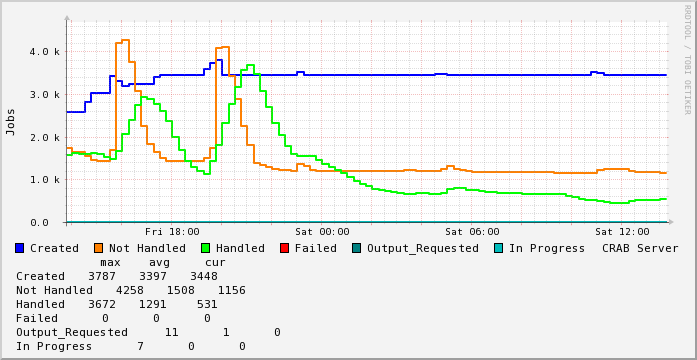 RRDTOOL / TOBI OETIKER
Jobs
4.0 k
3.0 k
2.0 k
1.0 k
0.0
Fri 18:00 Sat 00:00 Sat 06:00 Sat 12:00
Created Not Handled Handled Failed Output_Requested In Progress CRAB Server
max avg cur
Created 3787 3397 3448
Not Handled 4258 1508 1156
Handled 3672 1291 531
Failed 0 0 0
Output_Requested 11 1 0
In Progress 7 0 0